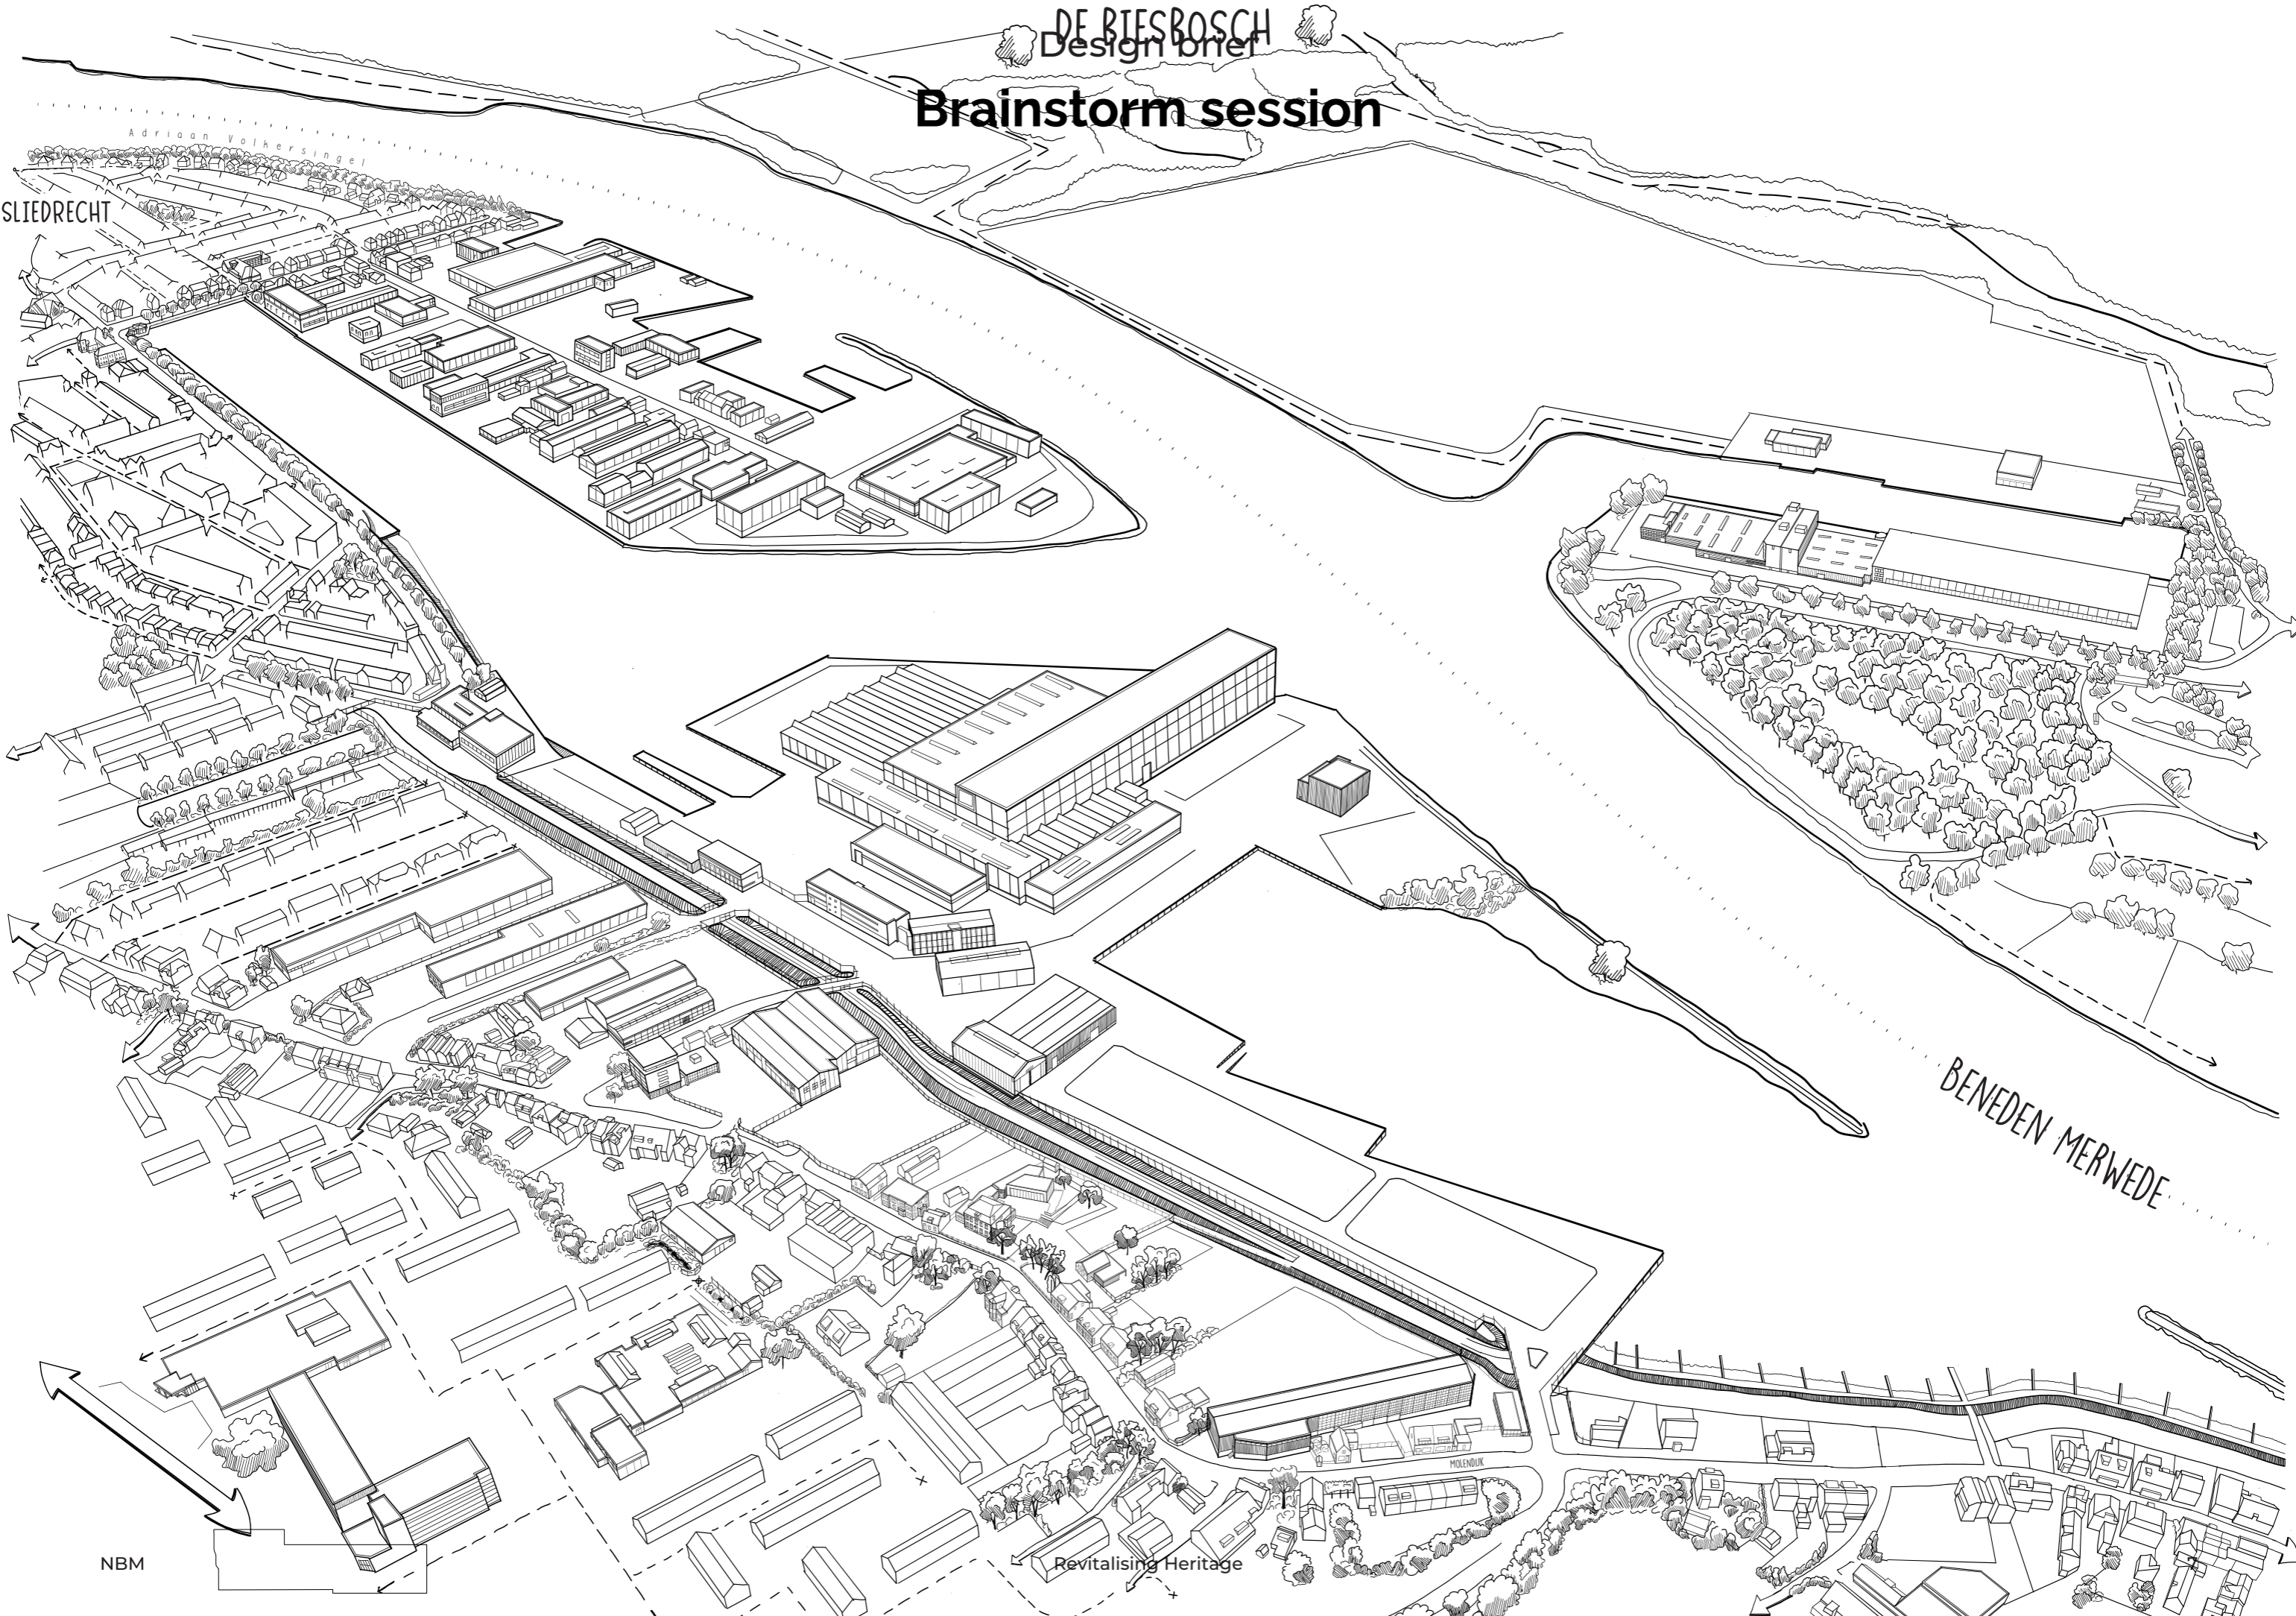 DE BIESBOSCH
Design brief
Brainstorm session
Adriaan Volkersingel
SLIEDRECHT
BENEDEN MERWEDE
MOLENDIJK
NBM
Revitalising Heritage